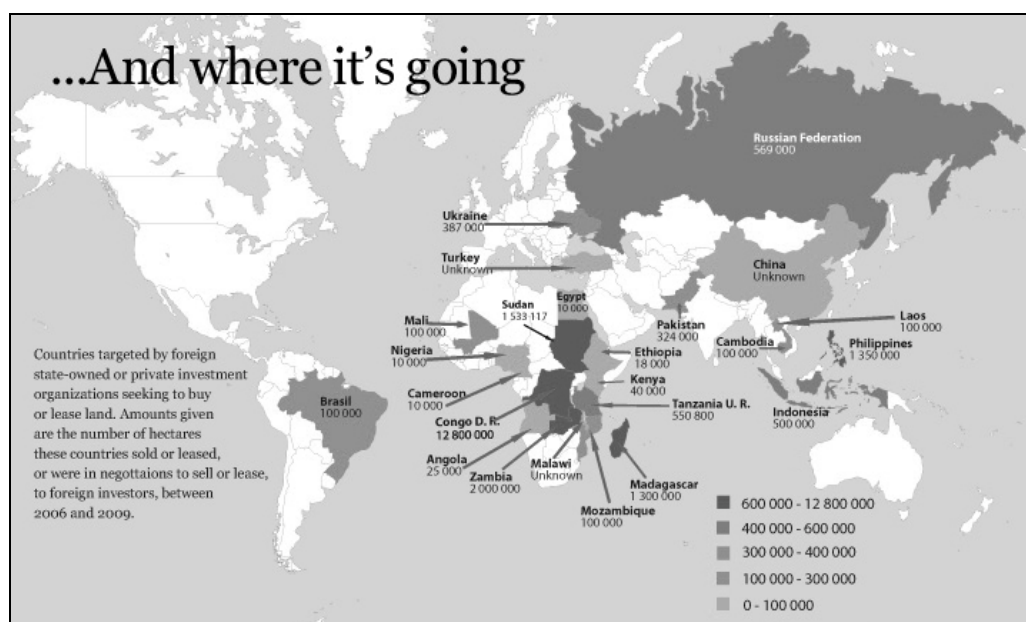 ...And where it's going
Russian Federation
569 000
Ukraine
387 000
Turkey
Unknown
China
Unknown
Egypt
10 000
Sudan
1 533 117
Mali
100 000
Pakistan
324 000
Laos
100 000
Cambodia
100 000
Philippines
1 350 000
Nigeria
10 000
Ethiopia
18 000
Kenya
40 000
Cameroon
10 000
Tanzania U. R.
550 800
Indonesia
500 000
Congo D. R.
12 800 000
Angola
25 000
Zambia
2 000 000
Malawi
Unknown
Mozambique
100 000
Madagascar
1 300 000
Brasil
100 000
Countries targeted by foreign
state-owned or private investment
organizations seeking to buy
or lease land. Amounts given
are the number of hectares
these countries sold or leased,
or were in negottaions to sell or lease,
to foreign investors, between
2006 and 2009.
600 000 - 12 800 000
400 000 - 600 000
300 000 - 400 000
100 000 - 300 000
0 - 100 000